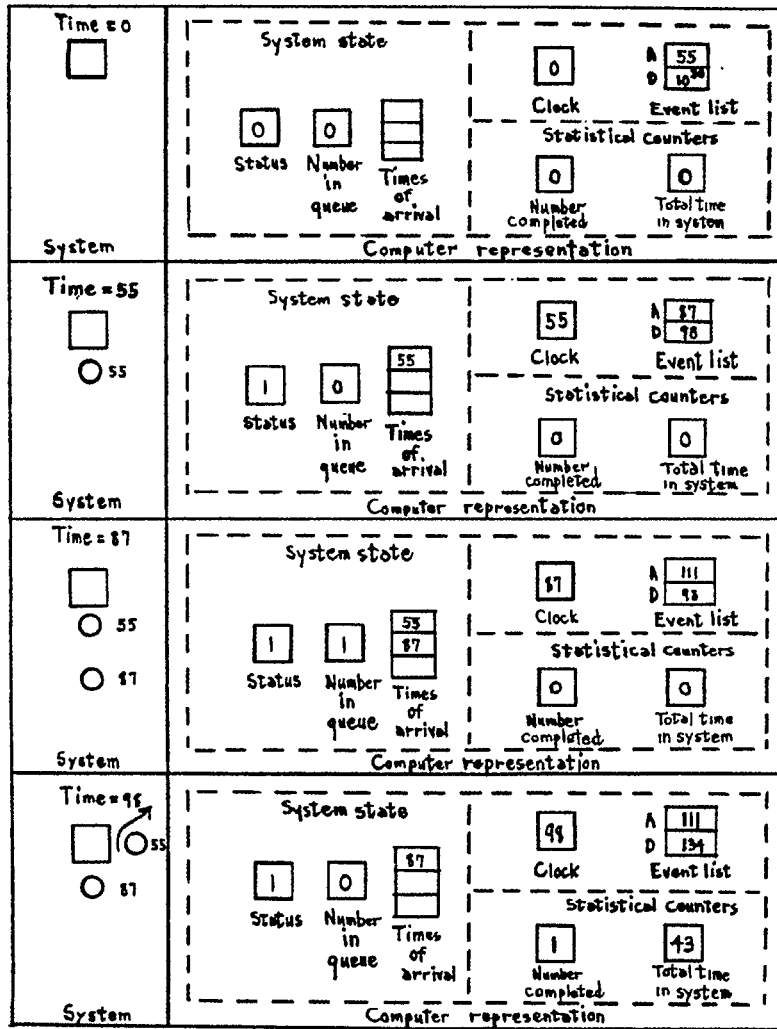 Time = 0
System state
0
A 55
D 10^30
Clock
Event list
0
0
Status
Number in queue
Times of arrival
Statistical counters
0
0
Number completed
Total time in system
System
Computer representation
Time = 55
System state
55
A 87
D 98
Clock
Event list
1
0
55
Status
Number in queue
Times of arrival
Statistical counters
0
0
Number completed
Total time in system
55
System
Computer representation
Time = 87
System state
87
A 111
D 98
Clock
Event list
1
1
55
87
Status
Number in queue
Times of arrival
Statistical counters
0
0
Number completed
Total time in system
55
87
System
Computer representation
Time = 98
System state
98
A 111
D 134
Clock
Event list
1
0
87
Status
Number in queue
Times of arrival
Statistical counters
1
43
Number completed
Total time in system
55
87
System
Computer representation